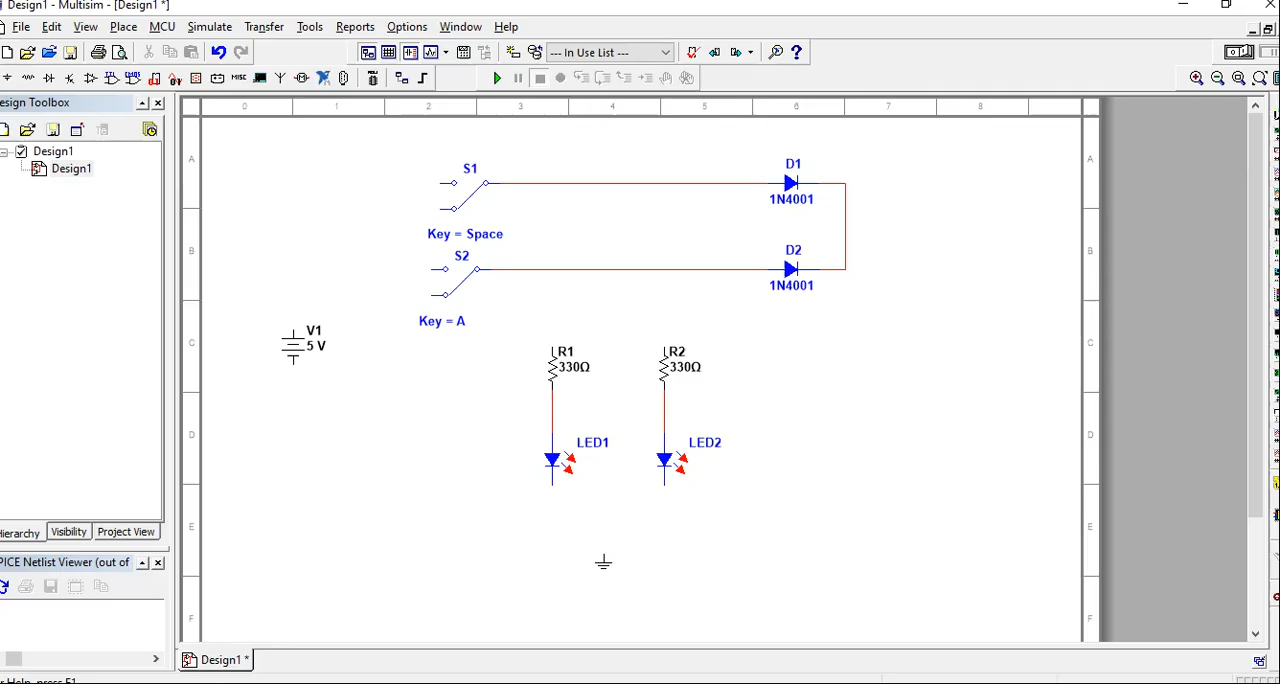 Design1 - Multisim - [Design1 *]
File Edit View Place MCU Simulate Transfer Tools Reports Options Window Help
--- In Use List ---
MISC
esign Toolbox
Design1
Design1
Hierarchy Visibility Project View
PICE Netlist Viewer (out of
0 1 2 3 4 5 6 7 8
A A
B B
C C
D D
E E
F F
S1
Key = Space
D1
1N4001
S2
Key = A
D2
1N4001
V1
5 V
R1
330Ω
R2
330Ω
LED1
LED2
Design1 *
r Help, press F1